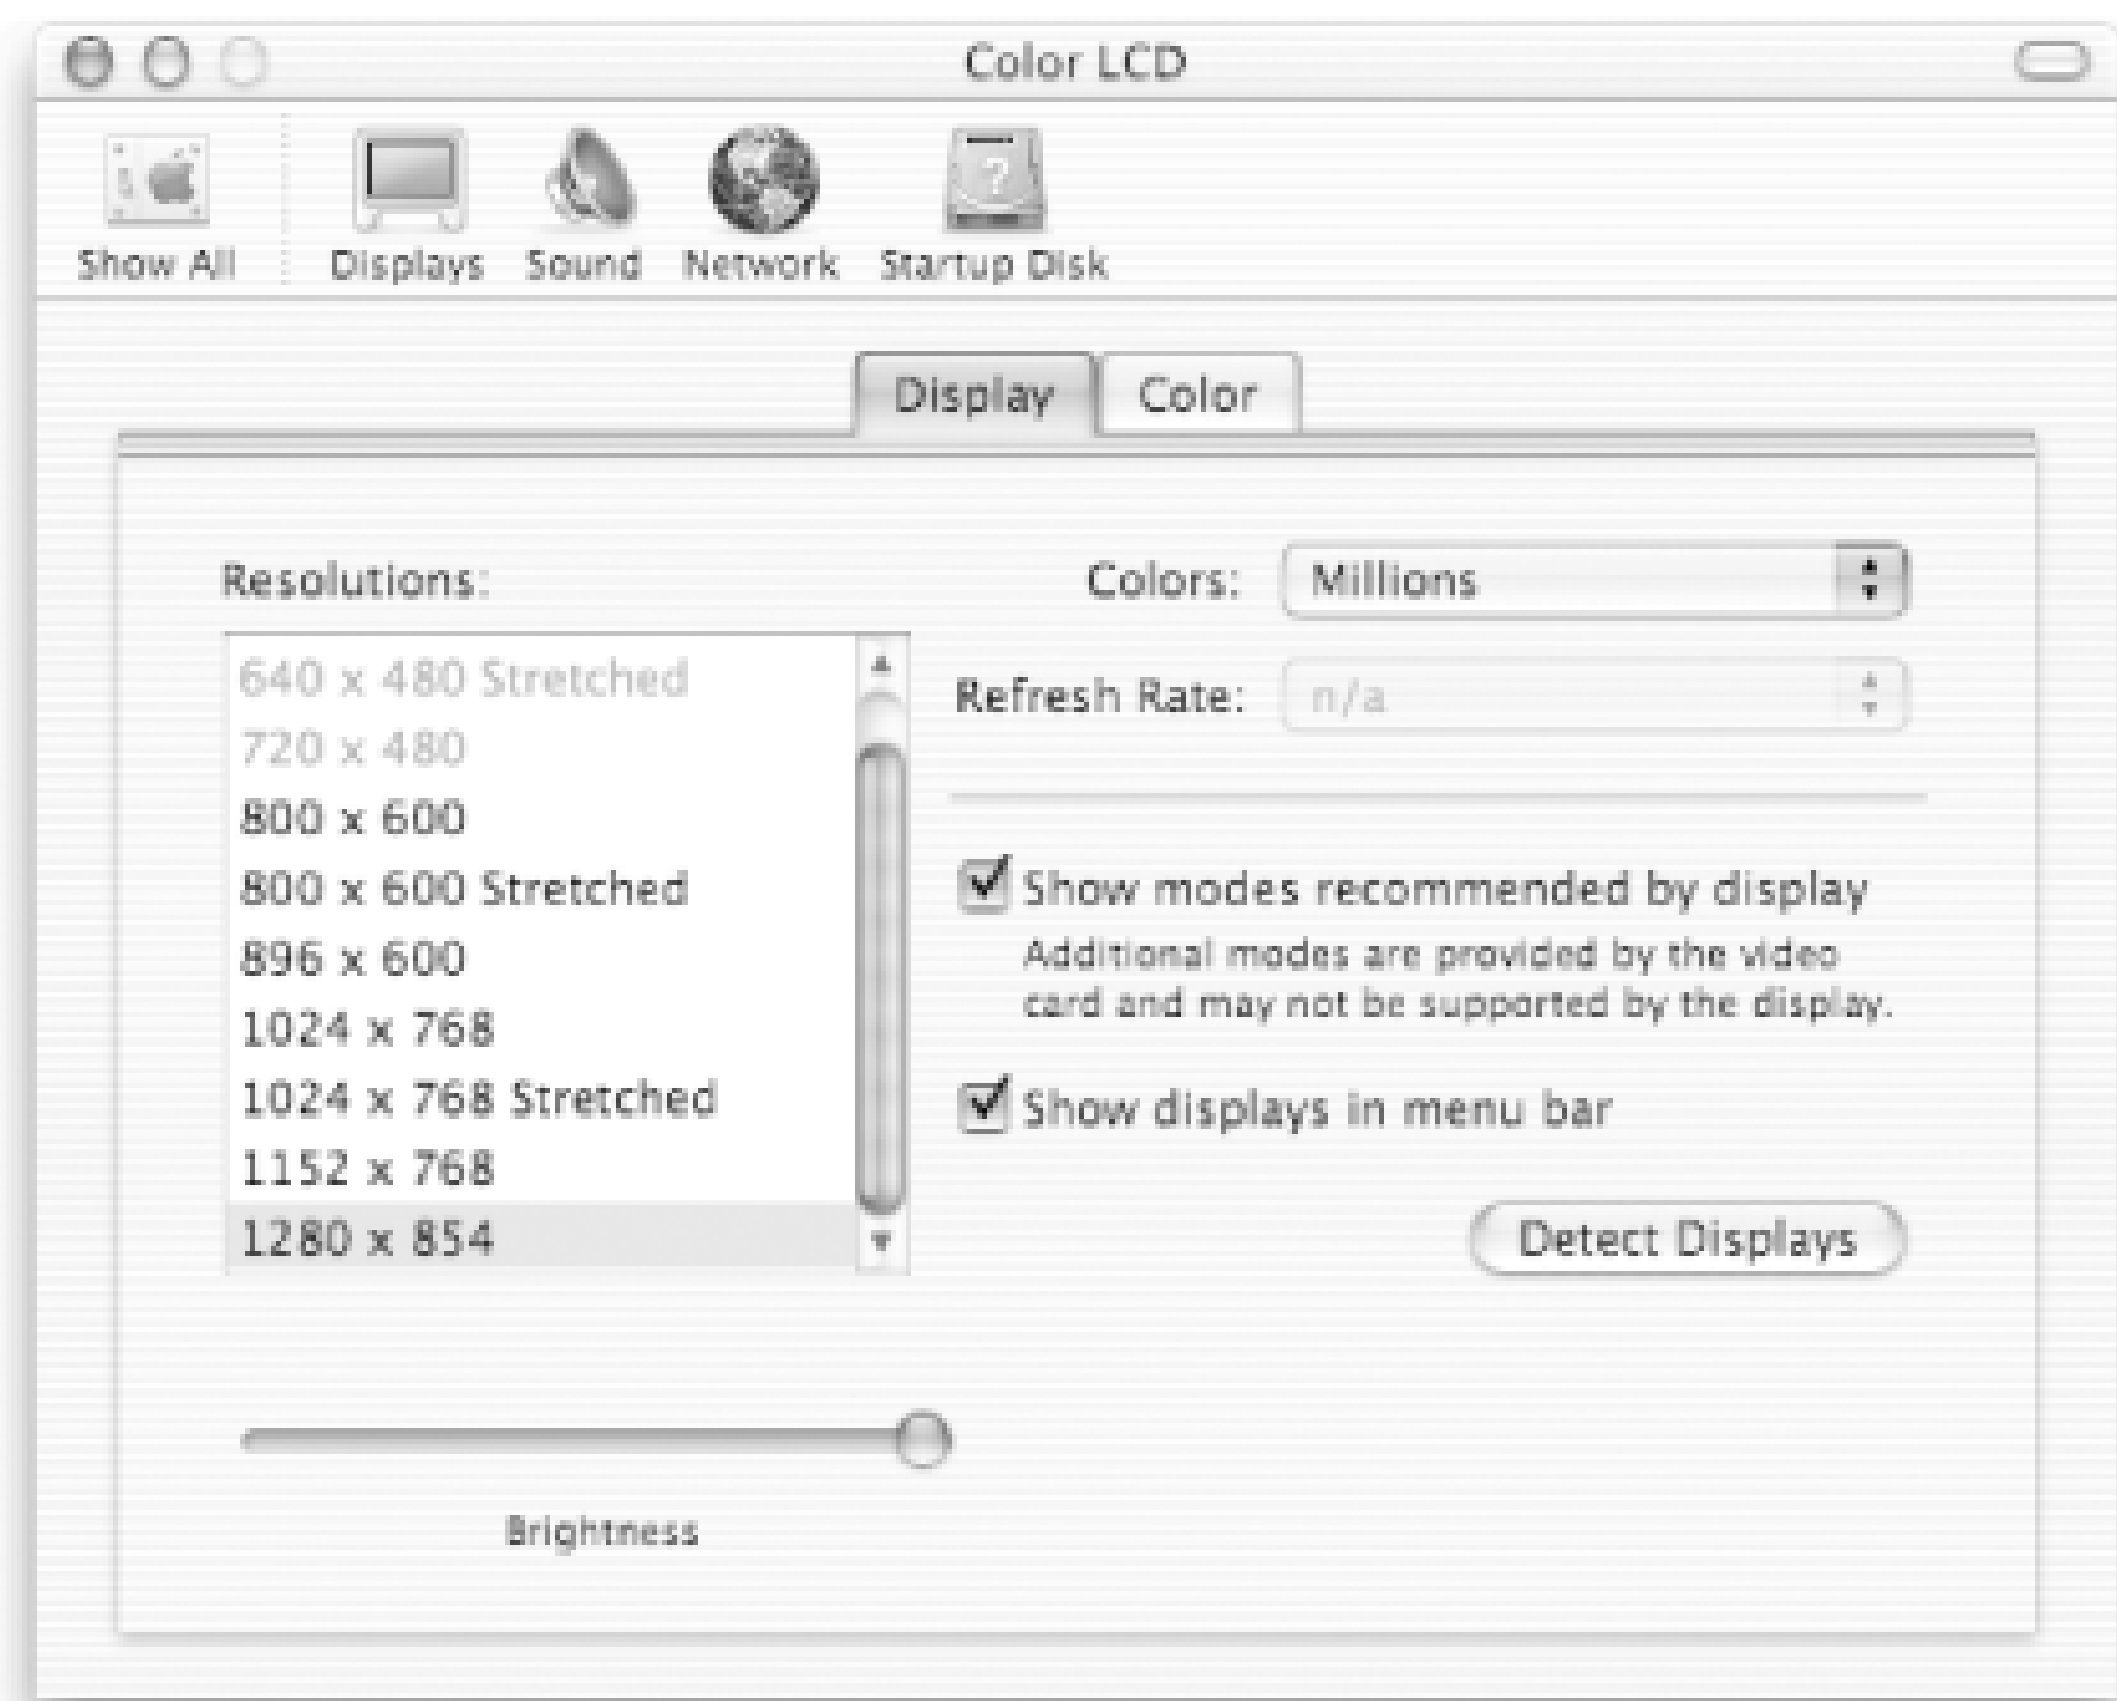 Color LCD
Show All
Displays
Sound
Network
Startup Disk
?
Display
Color
Resolutions:
640 x 480 Stretched
720 x 480
800 x 600
800 x 600 Stretched
896 x 600
1024 x 768
1024 x 768 Stretched
1152 x 768
1280 x 854
Colors: Millions
Refresh Rate: n/a
Show modes recommended by display
Additional modes are provided by the video
card and may not be supported by the display.
Show displays in menu bar
Detect Displays
Brightness